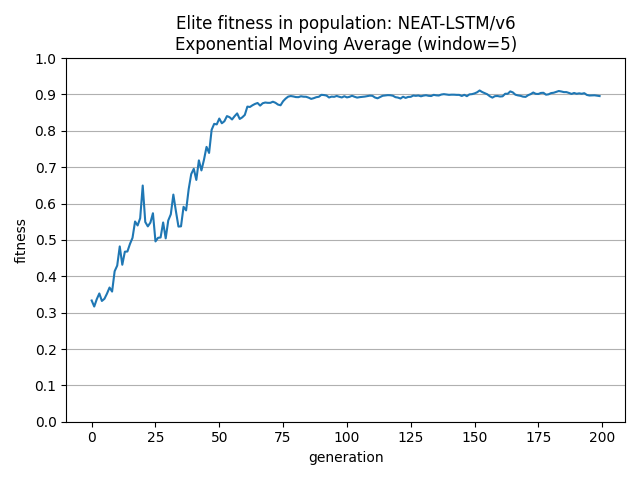 Elite fitness in population: NEAT-LSTM/v6
Exponential Moving Average (window=5)
1.0
0.9
0.8
0.7
0.6
0.5
0.4
0.3
0.2
0.1
0.0
fitness
0 25 50 75 100 125 150 175 200
generation